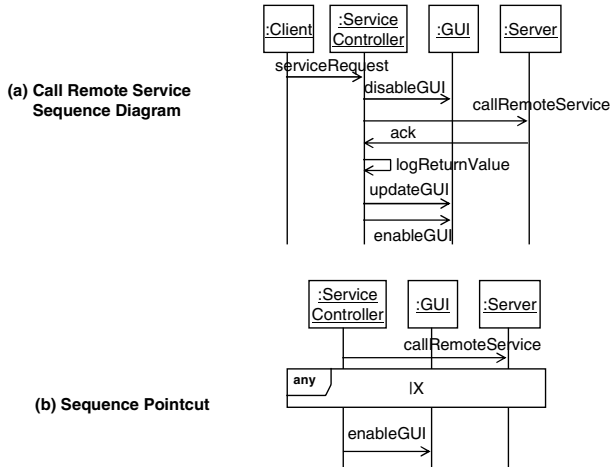 :Client
:Service
Controller
:GUI
:Server
serviceRequest
(a) Call Remote Service
Sequence Diagram
disableGUI
callRemoteService
ack
logReturnValue
updateGUI
enableGUI
:Service
Controller
:GUI
:Server
callRemoteService
any
|X
(b) Sequence Pointcut
enableGUI